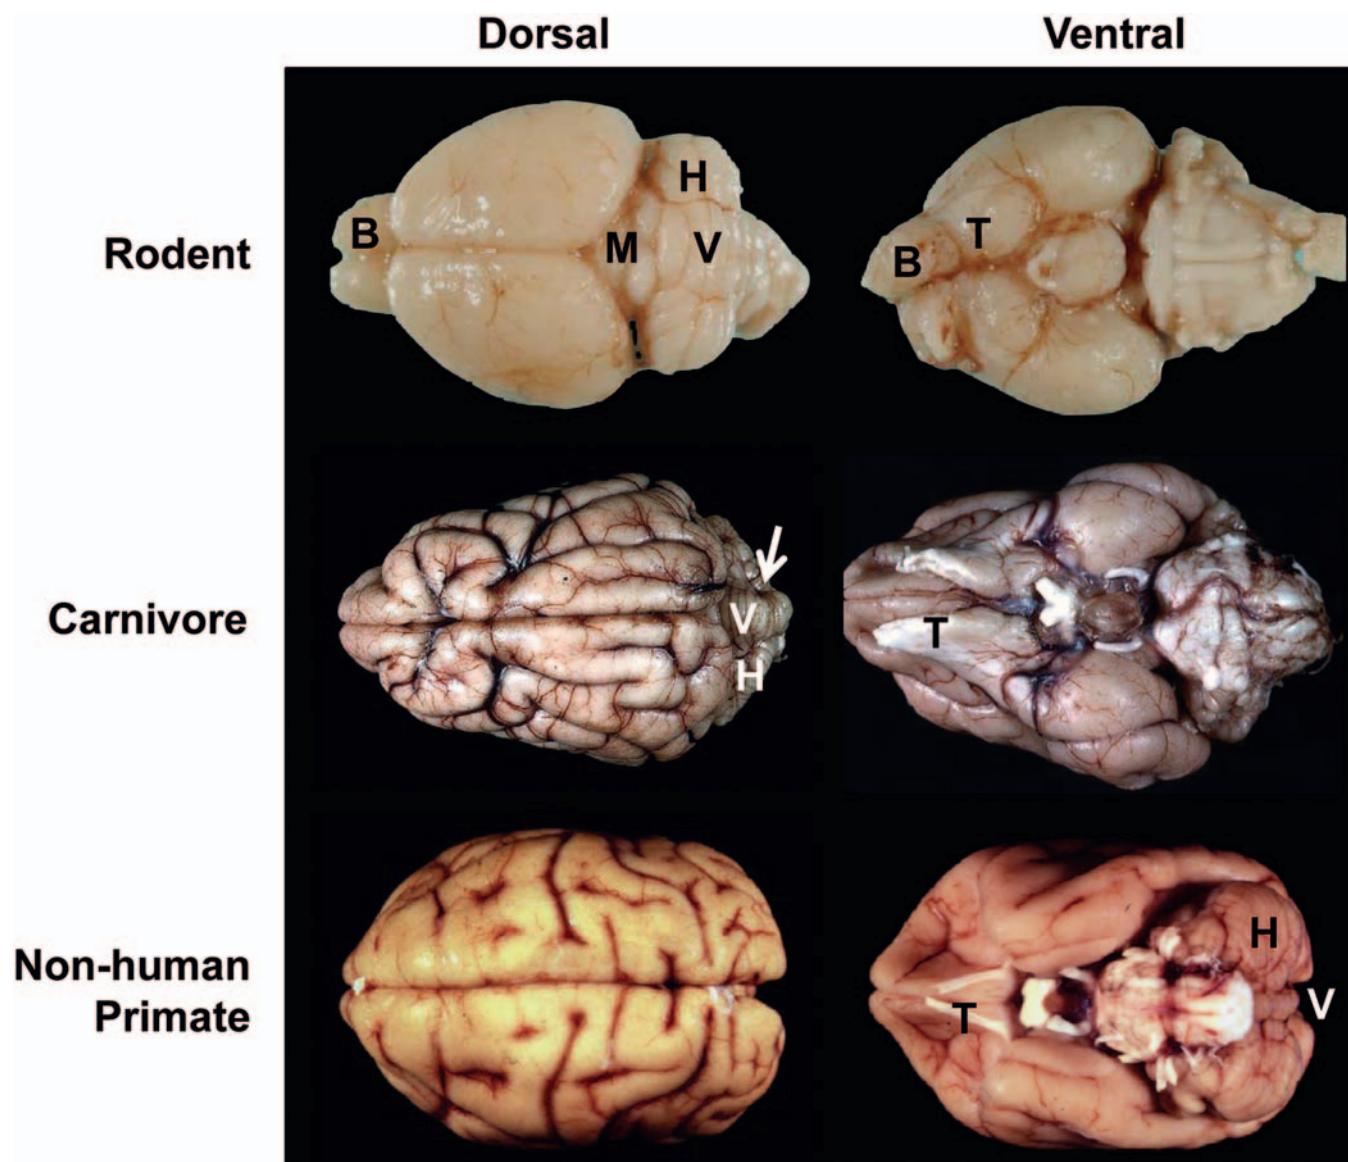 Dorsal Ventral
Rodent
B M H V
B T
Carnivore
V
H
T
Non-human
Primate
T H V